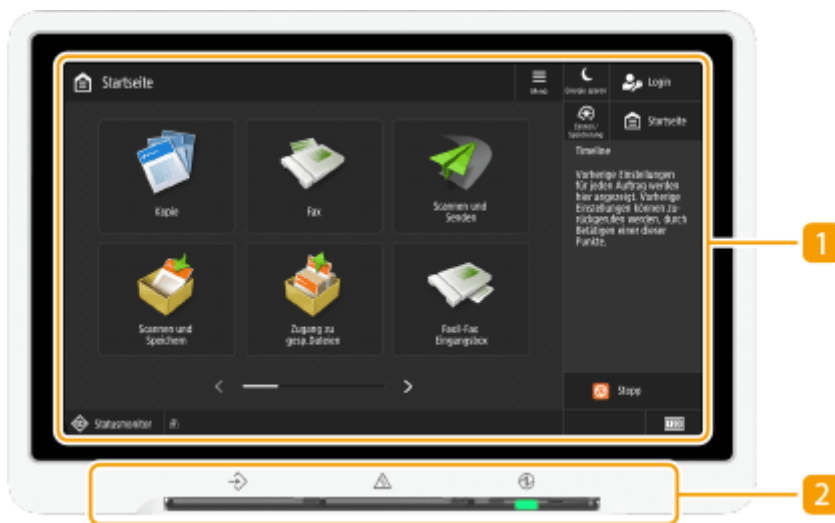 Startseite
Menü
Energie sparen
Login
Startseite
Timeline
Vorherige Einstellungen
für jeden Auftrag werden
hier angezeigt. Vorherige
Einstellungen können zu-
rückgerufen werden, durch
Betätigen einer dieser
Punkte.
Kopie
Fax
Scannen und
Senden
Scannen und
Speichern
Zugang zu
gesp.Dateien
Fax/I-Fax
Eingangsbox
Stopp
Statusmonitor
1
2